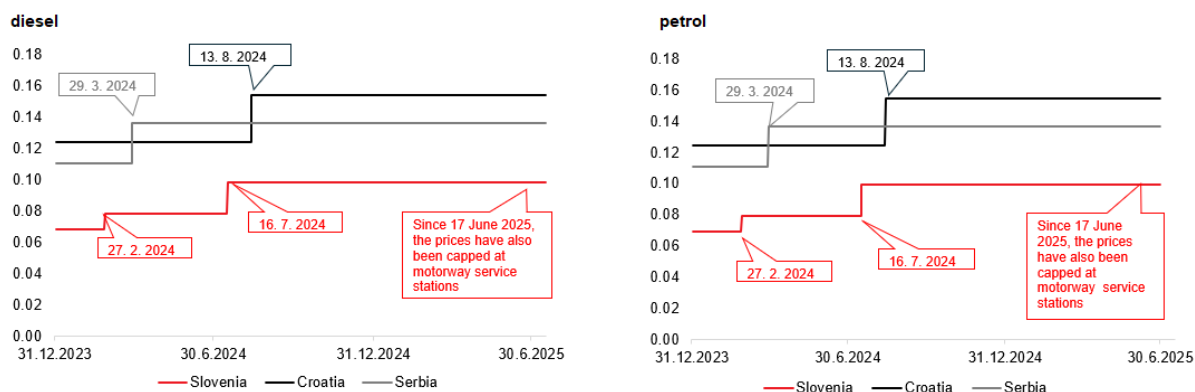 diesel
0.18
0.16
0.14
0.12
0.10
0.08
0.06
0.04
0.02
0.00
29. 3. 2024
13. 8. 2024
27. 2. 2024
16. 7. 2024
Since 17 June 2025,
the prices have also
been capped at
motorway service
stations
31.12.2023
30.6.2024
31.12.2024
30.6.2025
Slovenia
Croatia
Serbia
petrol
0.18
0.16
0.14
0.12
0.10
0.08
0.06
0.04
0.02
0.00
29. 3. 2024
13. 8. 2024
27. 2. 2024
16. 7. 2024
Since 17 June
2025, the prices
have also been
capped at
motorway service
stations
31.12.2023
30.6.2024
31.12.2024
30.6.2025
Slovenia
Croatia
Serbia